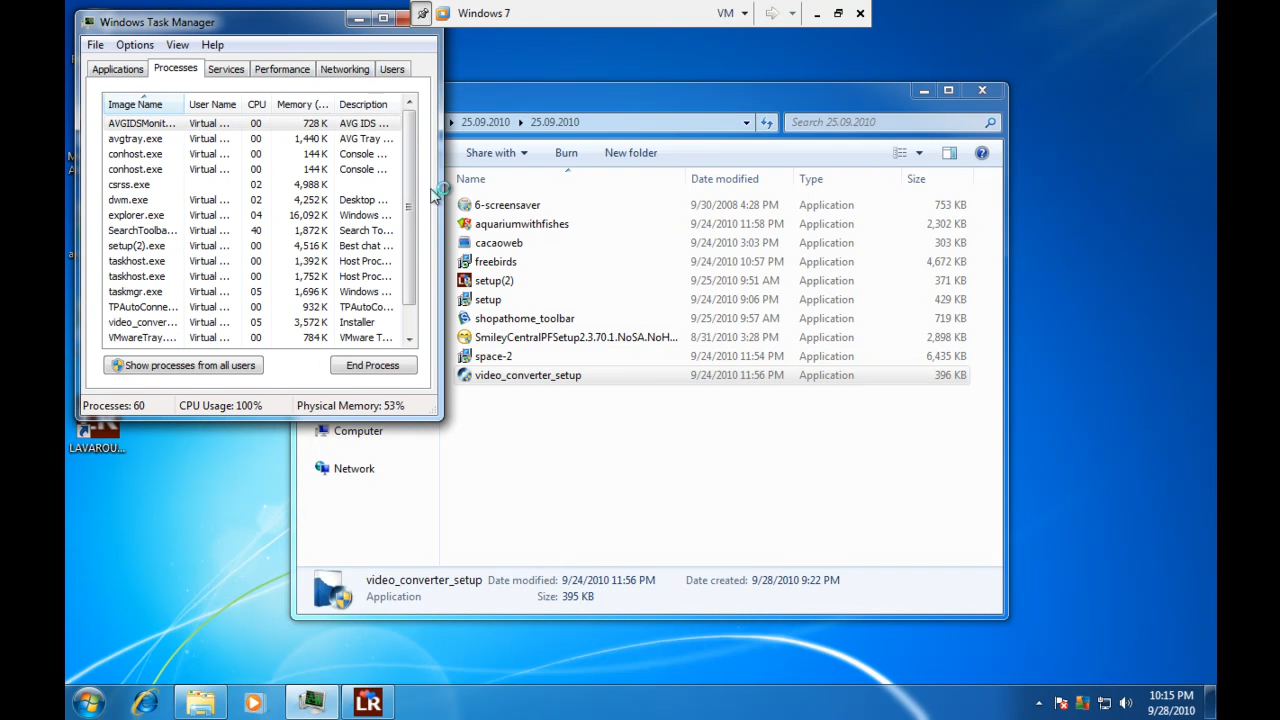 Windows Task Manager
Windows 7
VM
File Options View Help
Applications Processes Services Performance Networking Users
Image Name User Name CPU Memory (... Description
AVGIDSMonit... Virtual ... 00 728 K AVG IDS ...
avgtray.exe Virtual ... 00 1,440 K AVG Tray ...
conhost.exe Virtual ... 00 144 K Console ...
conhost.exe Virtual ... 00 144 K Console ...
csrss.exe 02 4,988 K
dwm.exe Virtual ... 02 4,252 K Desktop ...
explorer.exe Virtual ... 04 16,092 K Windows ...
SearchToolba... Virtual ... 40 1,872 K Search To...
setup(2).exe Virtual ... 00 4,516 K Best chat ...
taskhost.exe Virtual ... 00 1,392 K Host Proc...
taskhost.exe Virtual ... 00 1,752 K Host Proc...
taskmgr.exe Virtual ... 05 1,696 K Windows ...
TPAutoConne... Virtual ... 00 932 K TPAutoCo...
video_conver... Virtual ... 05 3,572 K Installer
VMwareTray.... Virtual ... 00 784 K VMware T...
Show processes from all users End Process
Processes: 60 CPU Usage: 100% Physical Memory: 53%
25.09.2010 25.09.2010 Search 25.09.2010
Share with Burn New folder
Name Date modified Type Size
6-screensaver 9/30/2008 4:28 PM Application 753 KB
aquariumwithfishes 9/24/2010 11:58 PM Application 2,302 KB
cacaoweb 9/24/2010 3:03 PM Application 303 KB
freebirds 9/24/2010 10:57 PM Application 4,672 KB
setup(2) 9/25/2010 9:51 AM Application 371 KB
setup 9/24/2010 9:06 PM Application 429 KB
shopathome_toolbar 9/25/2010 9:57 AM Application 719 KB
SmileyCentralPFSetup2.3.70.1.NoSA.NoH... 8/31/2010 3:28 PM Application 2,898 KB
space-2 9/24/2010 11:54 PM Application 6,435 KB
video_converter_setup 9/24/2010 11:56 PM Application 396 KB
Computer
Network
LAVAROU...
video_converter_setup Date modified: 9/24/2010 11:56 PM Date created: 9/28/2010 9:22 PM
Application Size: 395 KB
LR
10:15 PM
9/28/2010